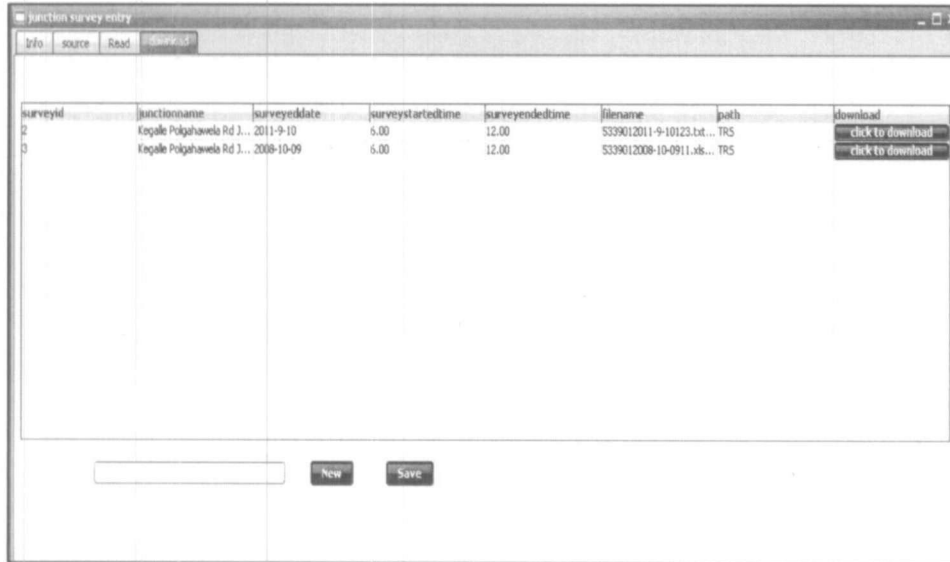 junction survey entry
Info source Read download
surveyid junctionname surveyeddate surveystartedtime surveyendedtime filename path download
2 Kegalle Polgahawela Rd J... 2011-9-10 6.00 12.00 5339012011-9-10123.txt... TR5 click to download
3 Kegalle Polgahawela Rd J... 2008-10-09 6.00 12.00 5339012008-10-0911.xls... TR5 click to download
New Save